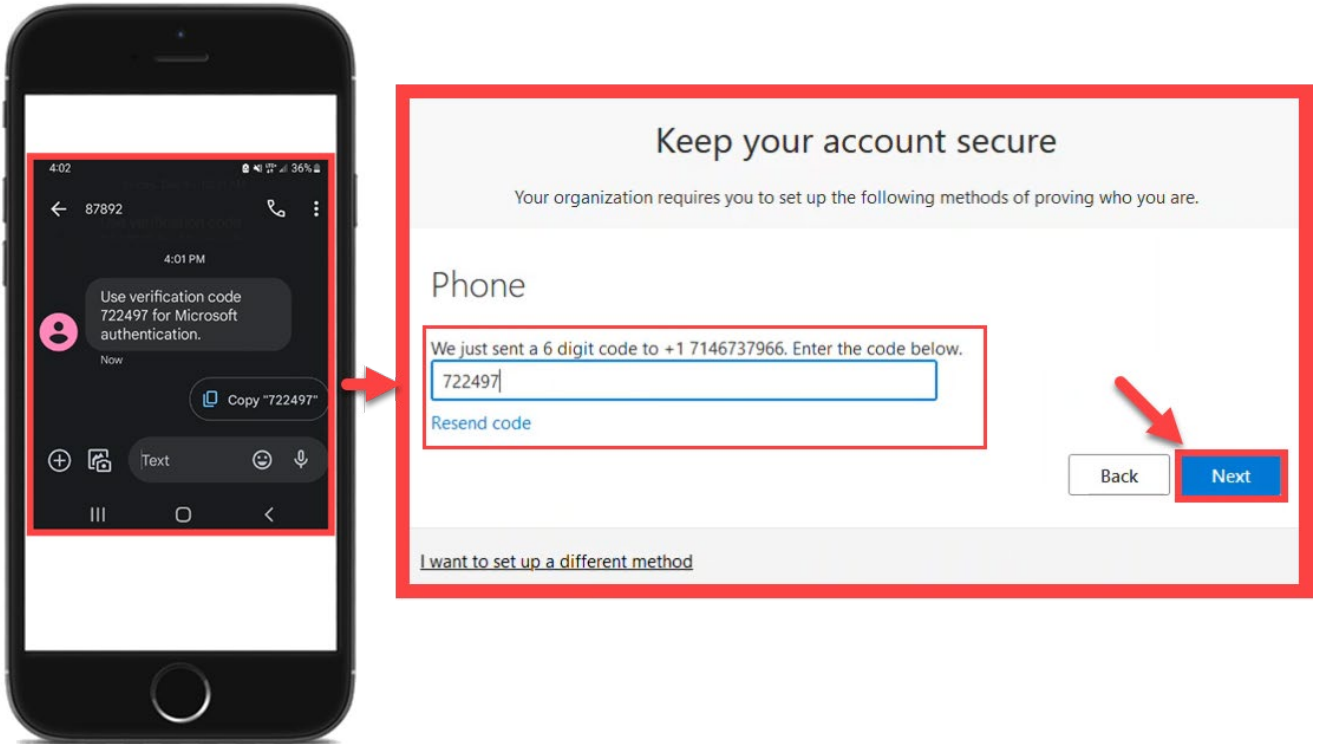 4:02
36%
87892
4:01 PM
Use verification code
722497 for Microsoft
authentication.
Now
Copy "722497"
Text
Keep your account secure
Your organization requires you to set up the following methods of proving who you are.
Phone
We just sent a 6 digit code to +1 7146737966. Enter the code below.
722497
Resend code
Back
Next
I want to set up a different method